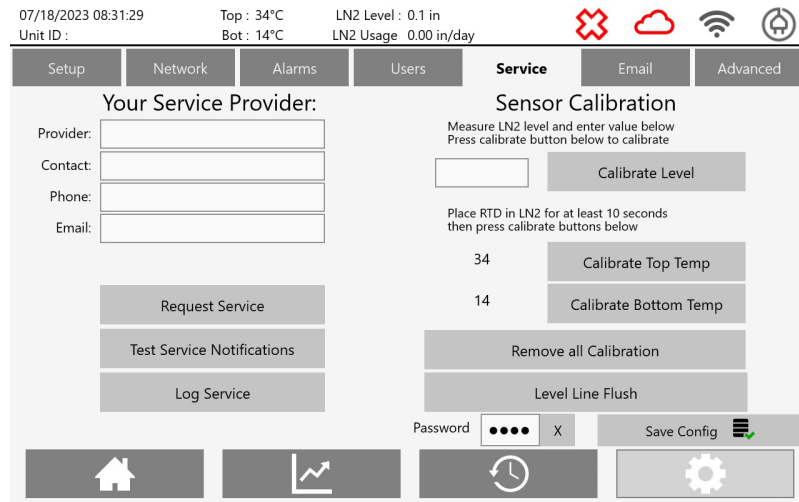 07/18/2023 08:31:29 Top : 34°C LN2 Level : 0.1 in
Unit ID : Bot : 14°C LN2 Usage 0.00 in/day
Setup Network Alarms Users Service Email Advanced
Your Service Provider:
Provider:
Contact:
Phone:
Email:
Request Service
Test Service Notifications
Log Service
Sensor Calibration
Measure LN2 level and enter value below
Press calibrate button below to calibrate
Calibrate Level
Place RTD in LN2 for at least 10 seconds
then press calibrate buttons below
34 Calibrate Top Temp
14 Calibrate Bottom Temp
Remove all Calibration
Level Line Flush
Password ●●●● X Save Config